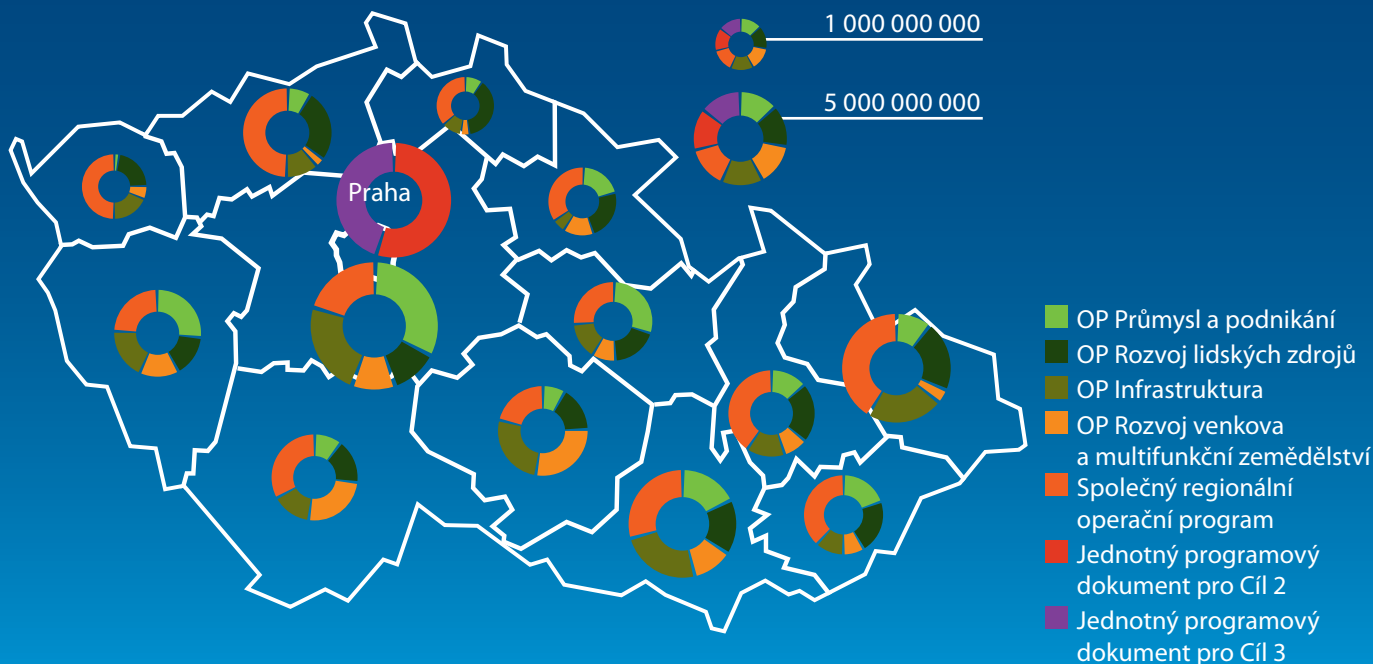 1 000 000 000
5 000 000 000
Praha
OP Průmysl a podnikání
OP Rozvoj lidských zdrojů
OP Infrastruktura
OP Rozvoj venkova
a multifunkční zemědělství
Společný regionální
operační program
Jednotný programový
dokument pro Cíl 2
Jednotný programový
dokument pro Cíl 3